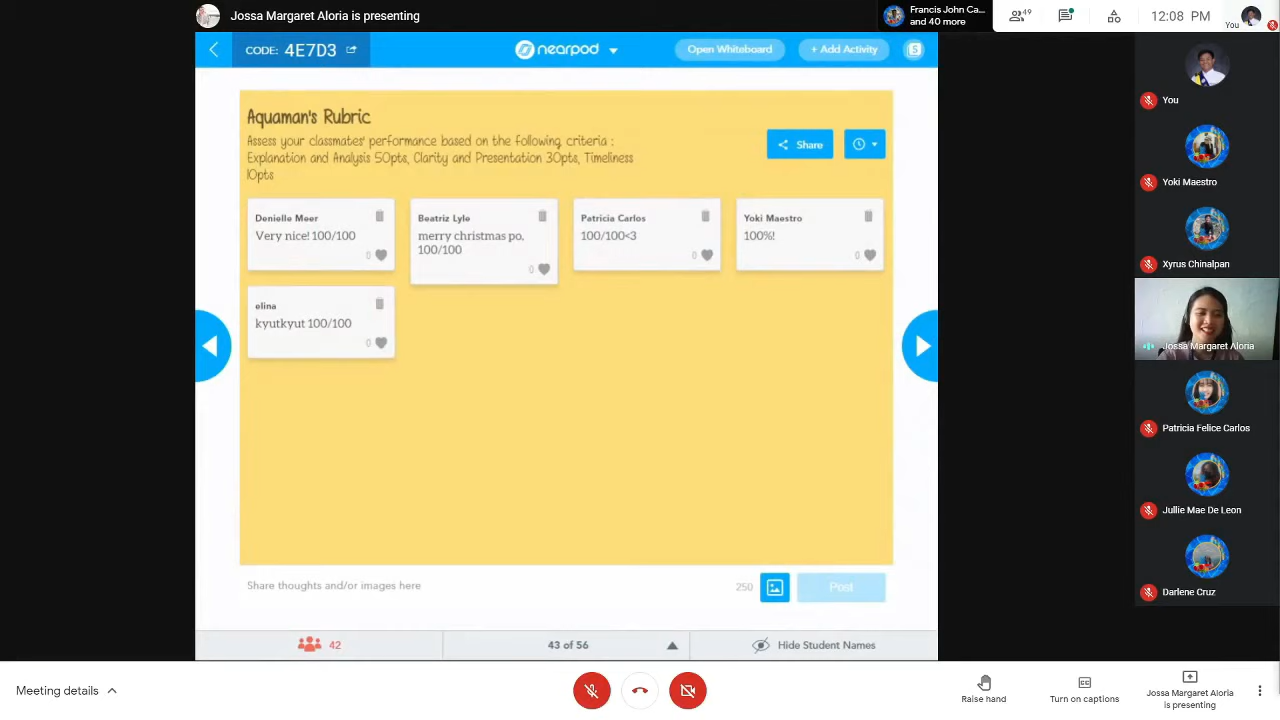 Jossa Margaret Aloria is presenting
Francis John Ca...
and 40 more
49
12:08 PM
You
CODE: 4E7D3
nearpod
Open Whiteboard
+ Add Activity
S
Aquaman's Rubric
Assess your classmates' performance based on the following criteria :
Explanation and Analysis 50pts, Clarity and Presentation 30pts, Timeliness
10pts
Share
Denielle Meer
Very nice! 100/100
0
Beatriz Lyle
merry christmas po,
100/100
0
Patricia Carlos
100/100<3
0
Yoki Maestro
100%!
0
elina
kyutkyut 100/100
0
Share thoughts and/or images here
250
Post
42
43 of 56
Hide Student Names
You
Yoki Maestro
Xyrus Chinalpan
Jossa Margaret Aloria
Patricia Felice Carlos
Jullie Mae De Leon
Darlene Cruz
Meeting details
Raise hand
Turn on captions
Jossa Margaret Aloria
is presenting